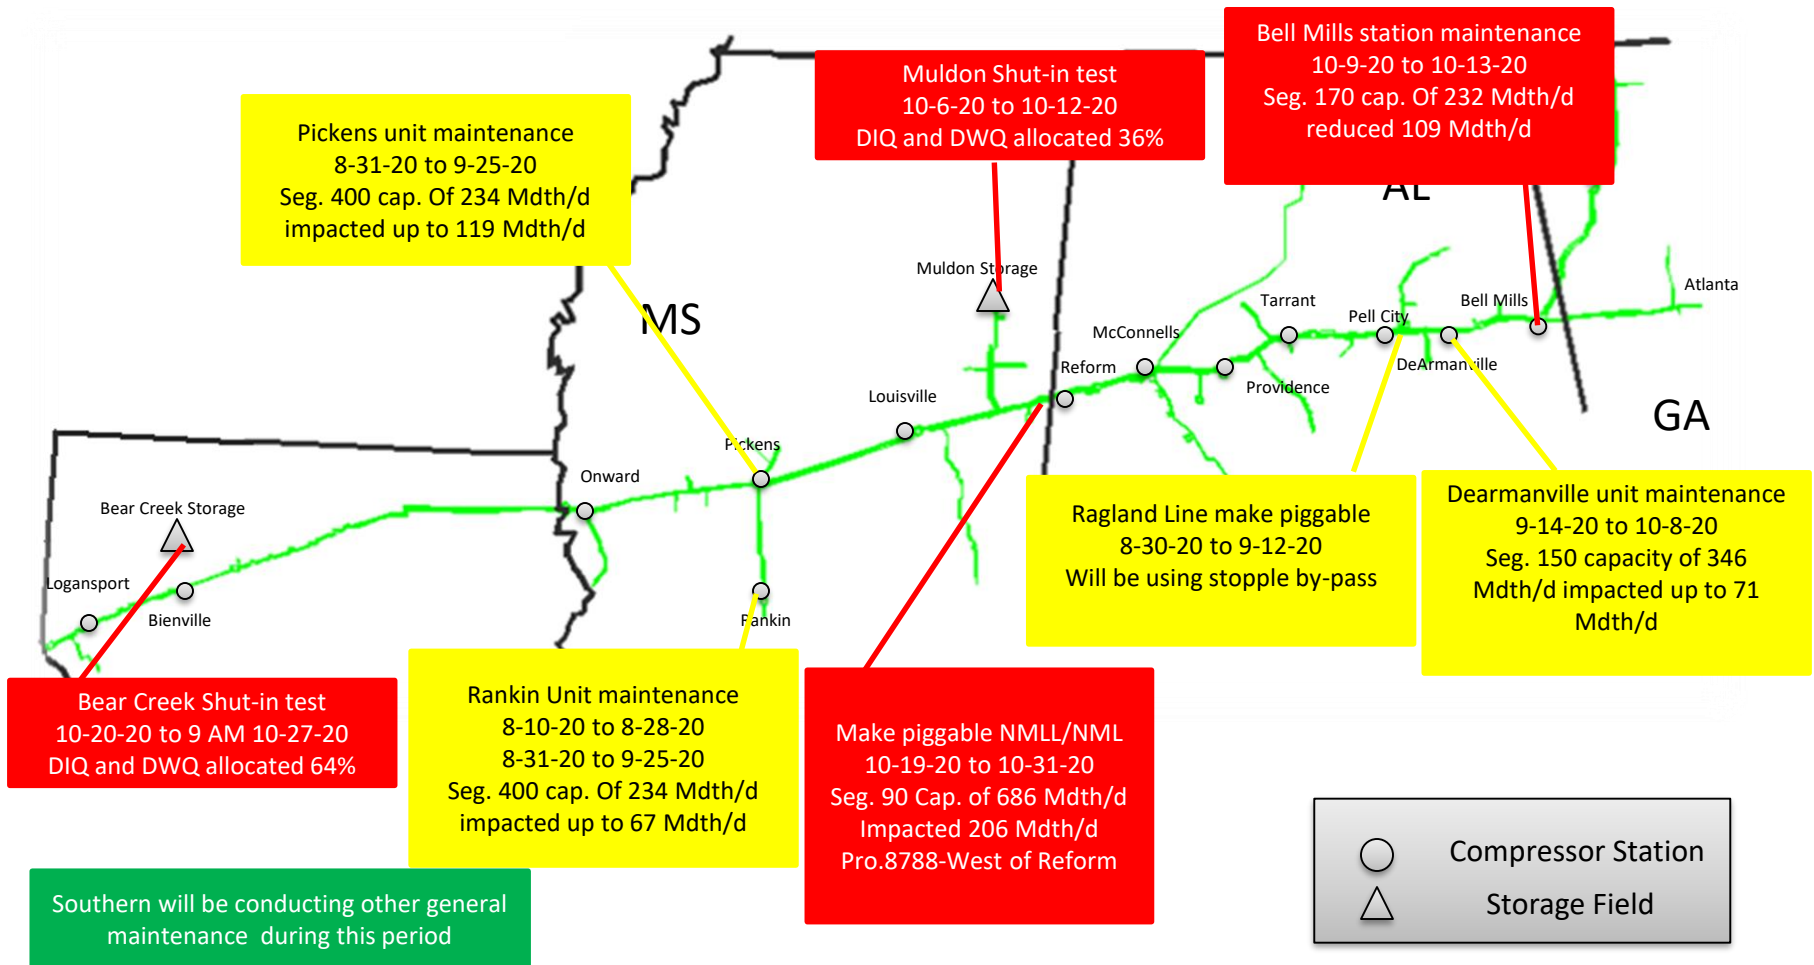 Bell Mills station maintenance
10-9-20 to 10-13-20
Seg. 170 cap. Of 232 Mdth/d
reduced 109 Mdth/d
Muldon Shut-in test
10-6-20 to 10-12-20
DIQ and DWQ allocated 36%
Pickens unit maintenance
8-31-20 to 9-25-20
Seg. 400 cap. Of 234 Mdth/d
impacted up to 119 Mdth/d
AL
MS
GA
Muldon Storage
Atlanta
Bell Mills
Tarrant
Pell City
McConnells
DeArmanville
Reform
Providence
Louisville
Pickens
Onward
Bear Creek Storage
Logansport
Bienville
Rankin
Ragland Line make piggable
8-30-20 to 9-12-20
Will be using stopple by-pass
Dearmanville unit maintenance
9-14-20 to 10-8-20
Seg. 150 capacity of 346
Mdth/d impacted up to 71
Mdth/d
Bear Creek Shut-in test
10-20-20 to 9 AM 10-27-20
DIQ and DWQ allocated 64%
Rankin Unit maintenance
8-10-20 to 8-28-20
8-31-20 to 9-25-20
Seg. 400 cap. Of 234 Mdth/d
impacted up to 67 Mdth/d
Make piggable NMLL/NML
10-19-20 to 10-31-20
Seg. 90 Cap. of 686 Mdth/d
Impacted 206 Mdth/d
Pro.8788-West of Reform
Southern will be conducting other general
maintenance during this period
Compressor Station
Storage Field